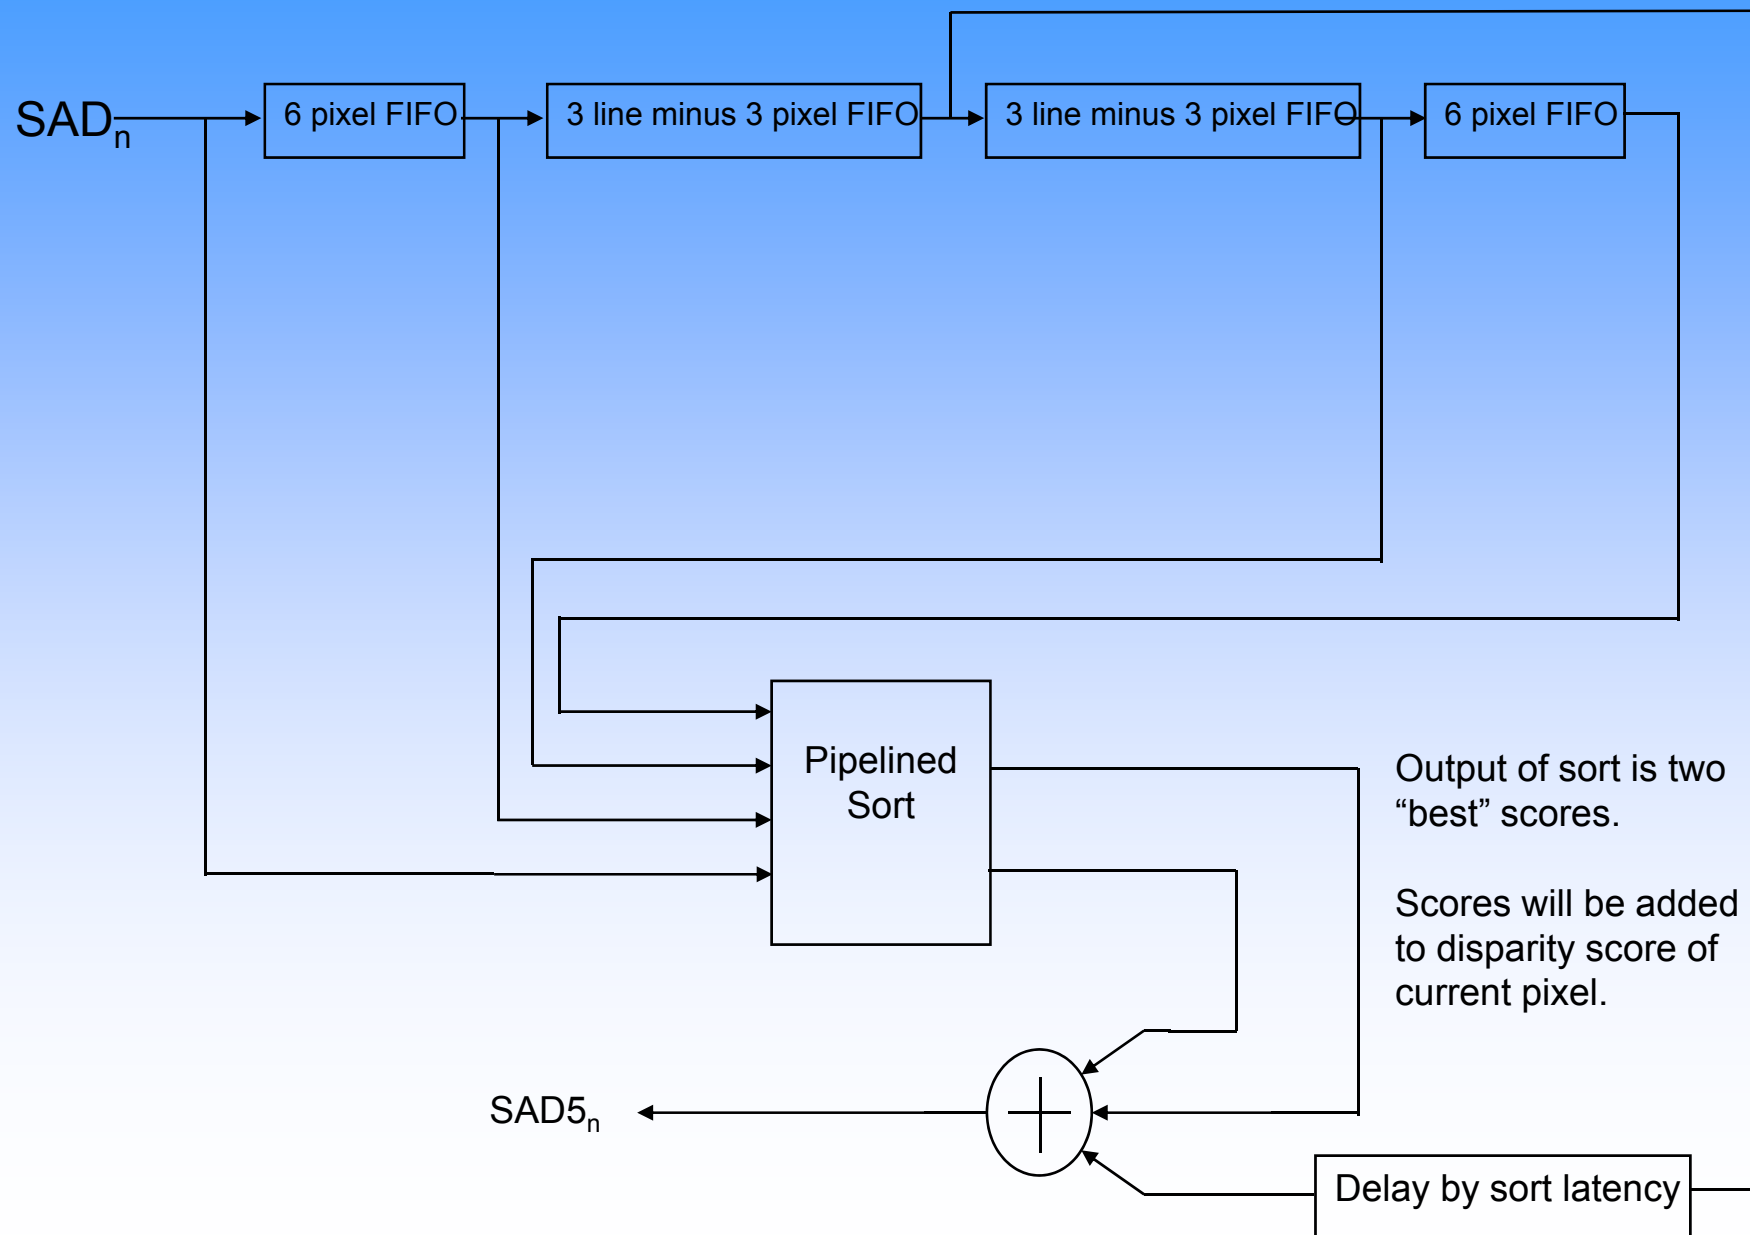 SADn
6 pixel FIFO
3 line minus 3 pixel FIFO
3 line minus 3 pixel FIFO
6 pixel FIFO
Pipelined
Sort
Output of sort is two
“best” scores.
Scores will be added
to disparity score of
current pixel.
SAD5n
Delay by sort latency